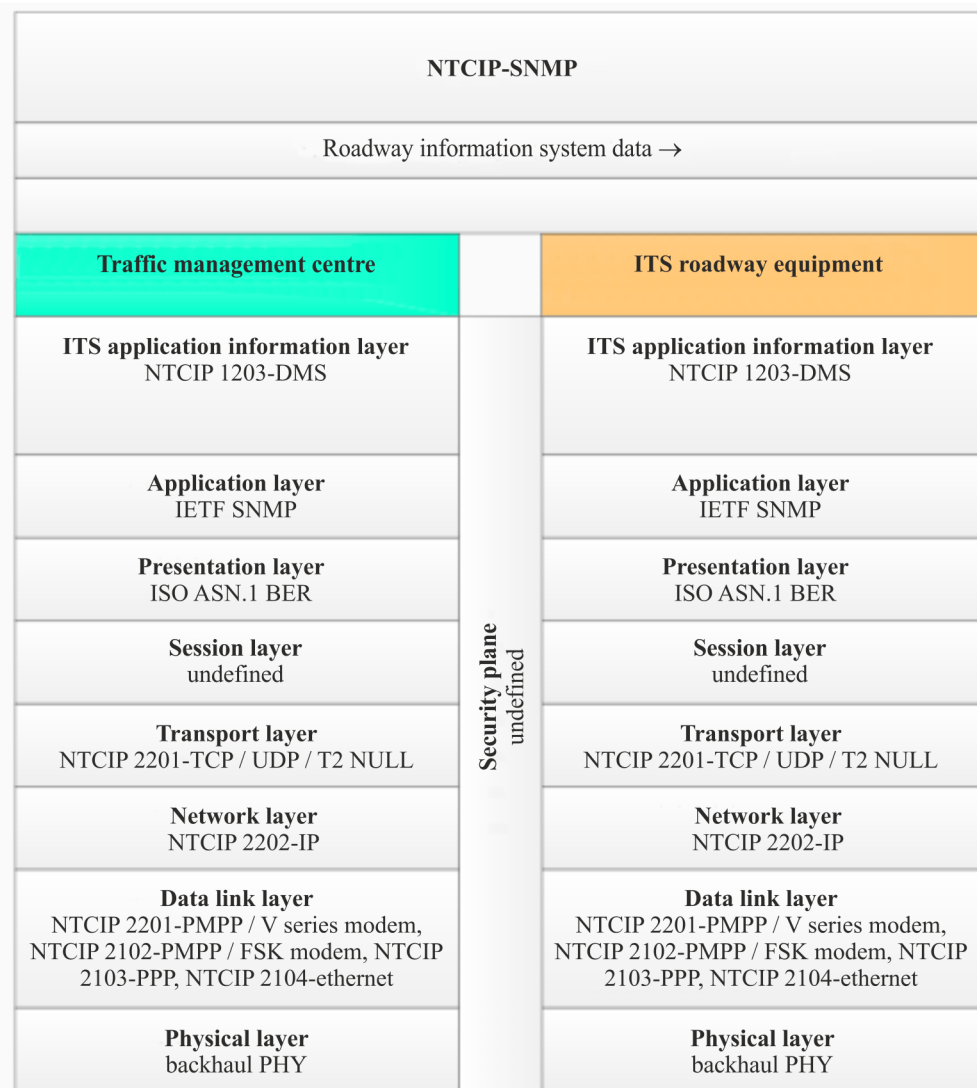 NTCIP-SNMP
Roadway information system data →
Traffic management centre
ITS roadway equipment
ITS application information layer
NTCIP 1203-DMS
Application layer
IETF SNMP
Presentation layer
ISO ASN.1 BER
Session layer
undefined
Transport layer
NTCIP 2201-TCP / UDP / T2 NULL
Network layer
NTCIP 2202-IP
Data link layer
NTCIP 2201-PMPP / V series modem,
NTCIP 2102-PMPP / FSK modem, NTCIP
2103-PPP, NTCIP 2104-ethernet
Physical layer
backhaul PHY
Security plane
undefined
ITS application information layer
NTCIP 1203-DMS
Application layer
IETF SNMP
Presentation layer
ISO ASN.1 BER
Session layer
undefined
Transport layer
NTCIP 2201-TCP / UDP / T2 NULL
Network layer
NTCIP 2202-IP
Data link layer
NTCIP 2201-PMPP / V series modem,
NTCIP 2102-PMPP / FSK modem, NTCIP
2103-PPP, NTCIP 2104-ethernet
Physical layer
backhaul PHY